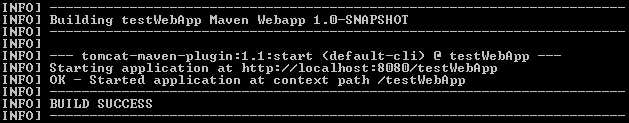 INFO] ------------------------------------------------------------------------
INFO] Building testWebApp Maven Webapp 1.0-SNAPSHOT
INFO] ------------------------------------------------------------------------
INFO]
INFO] --- tomcat-maven-plugin:1.1:start (default-cli) @ testWebApp ---
INFO] Starting application at http://localhost:8080/testWebApp
INFO] OK - Started application at context path /testWebApp
INFO] ------------------------------------------------------------------------
INFO] BUILD SUCCESS
INFO] ------------------------------------------------------------------------